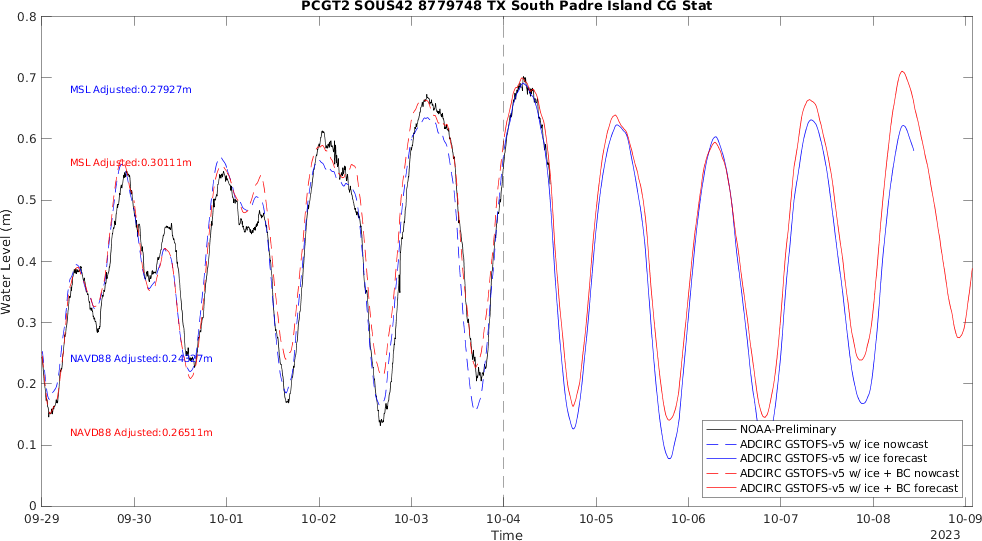 PCGT2 SOUS42 8779748 TX South Padre Island CG Stat
0.8
0.7
0.6
0.5
0.4
0.3
0.2
0.1
0
Water Level (m)
MSL Adjusted:0.27927m
MSL Adjusted:0.30111m
NAVD88 Adjusted:
NAVD88 Adjusted:0.26511m
NOAA-Preliminary
ADCIRC GSTOFS-v5 w/ ice nowcast
ADCIRC GSTOFS-v5 w/ ice forecast
ADCIRC GSTOFS-v5 w/ ice + BC nowcast
ADCIRC GSTOFS-v5 w/ ice + BC forecast
09-29 09-30 10-01 10-02 10-03 10-04 10-05 10-06 10-07 10-08 10-09
Time
2023